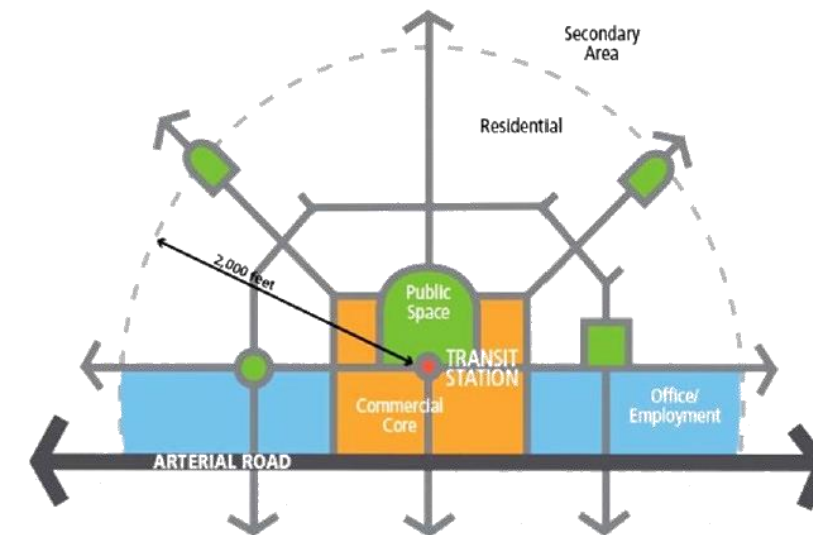 Secondary
Area
Residential
2,000 feet
Public
Space
TRANSIT
STATION
Commercial
Core
Office/
Employment
ARTERIAL ROAD